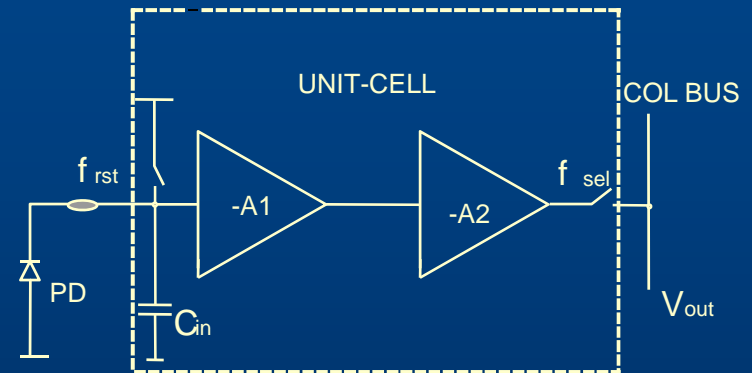 UNIT-CELL
COL BUS
f rst
-A1
-A2
f sel
PD
Cin
Vout